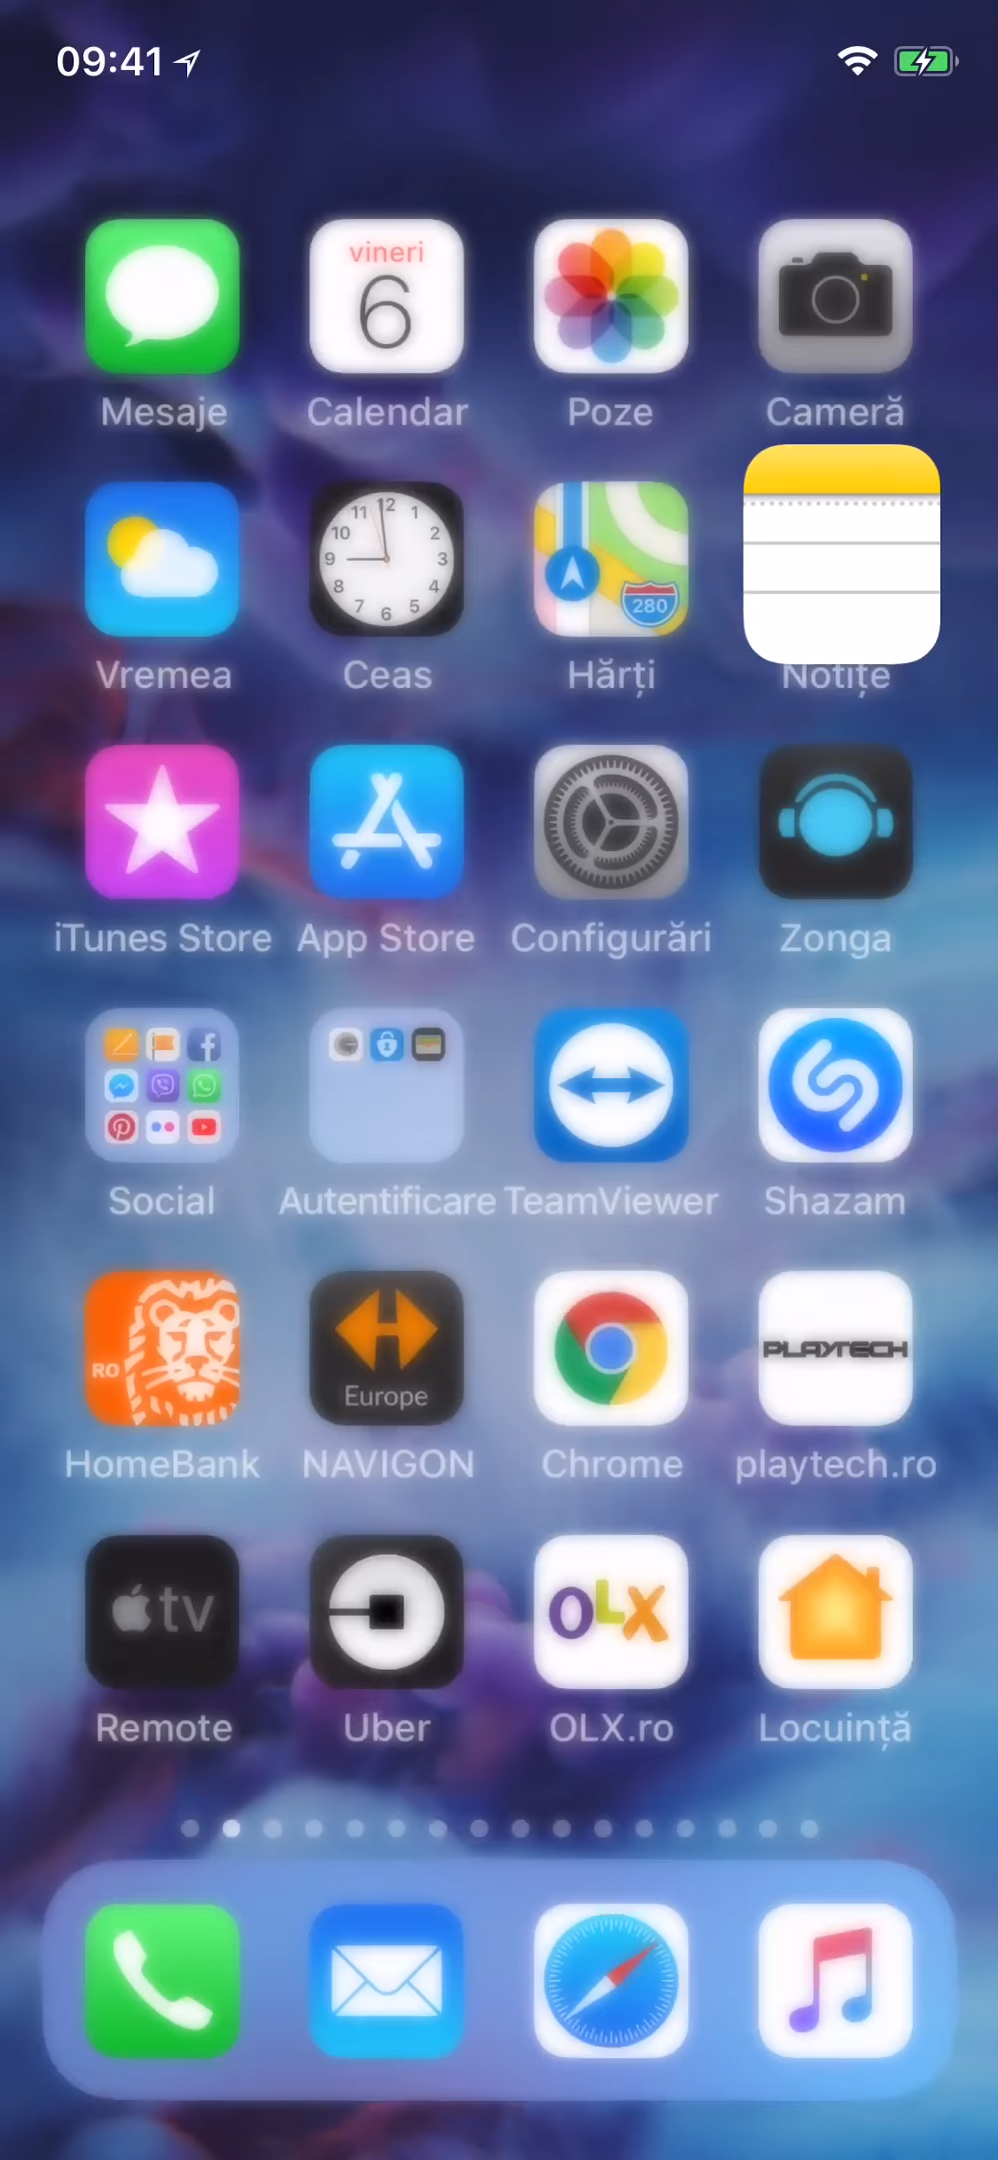 09:41
vineri
6
Mesaje Calendar Poze Cameră
11 12 1
10 2
9 3
8 4
7 6 5
280
Vremea Ceas Hărți Notițe
iTunes Store App Store Configurări Zonga
Social Autentificare TeamViewer Shazam
RO Europe PLAYTECH
HomeBank NAVIGON Chrome playtech.ro
tv OLX
Remote Uber OLX.ro Locuință